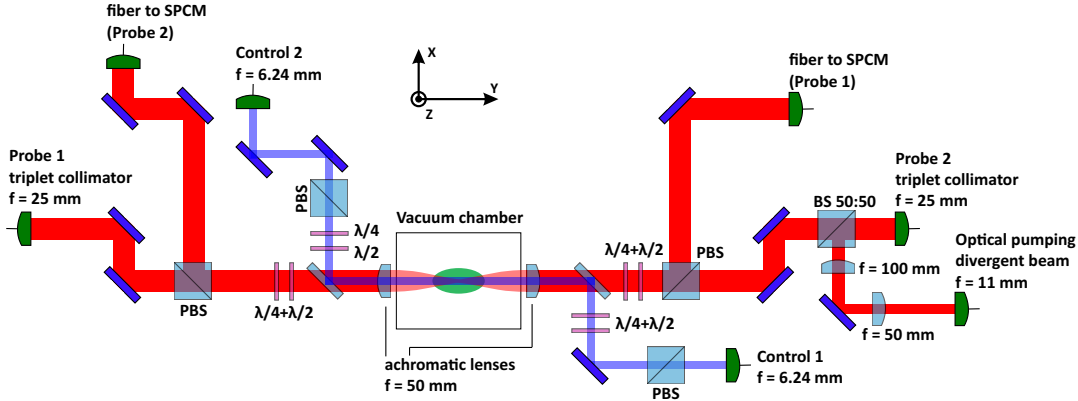 fiber to SPCM
(Probe 2)
Control 2
f = 6.24 mm
X
Y
Z
fiber to SPCM
(Probe 1)
Probe 1
triplet collimator
f = 25 mm
PBS
λ/4
λ/2
Vacuum chamber
Probe 2
triplet collimator
f = 25 mm
BS 50:50
λ/4+λ/2
PBS
Optical pumping
divergent beam
f = 11 mm
f = 100 mm
f = 50 mm
PBS
λ/4+λ/2
λ/4+λ/2
achromatic lenses
f = 50 mm
PBS
Control 1
f = 6.24 mm